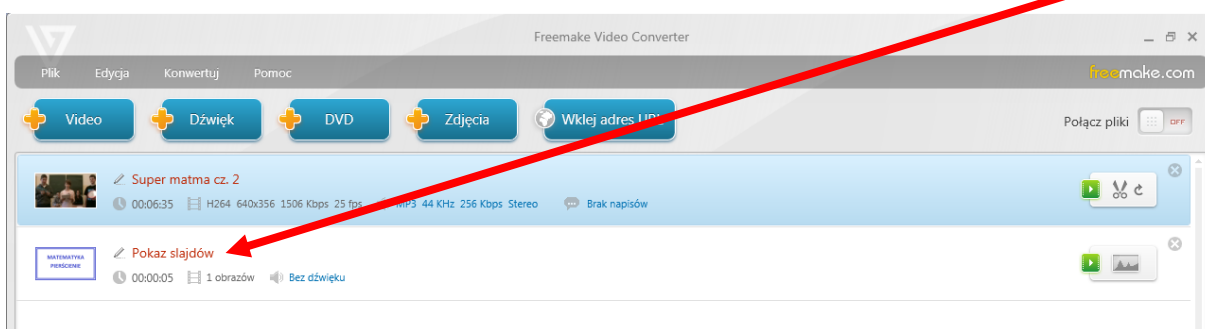 Freemake Video Converter
Plik Edycja Konwertuj Pomoc
freemake.com
Video Dźwięk DVD Zdjęcia Wklej adres URL
Połącz pliki OFF
Super matma cz. 2
00:06:35 H264 640x356 1506 Kbps 25 fps MP3 44 KHz 256 Kbps Stereo Brak napisów
MATEMATYKA
PIERŚCIENIE
Pokaz slajdów
00:00:05 1 obrazów Bez dźwięku